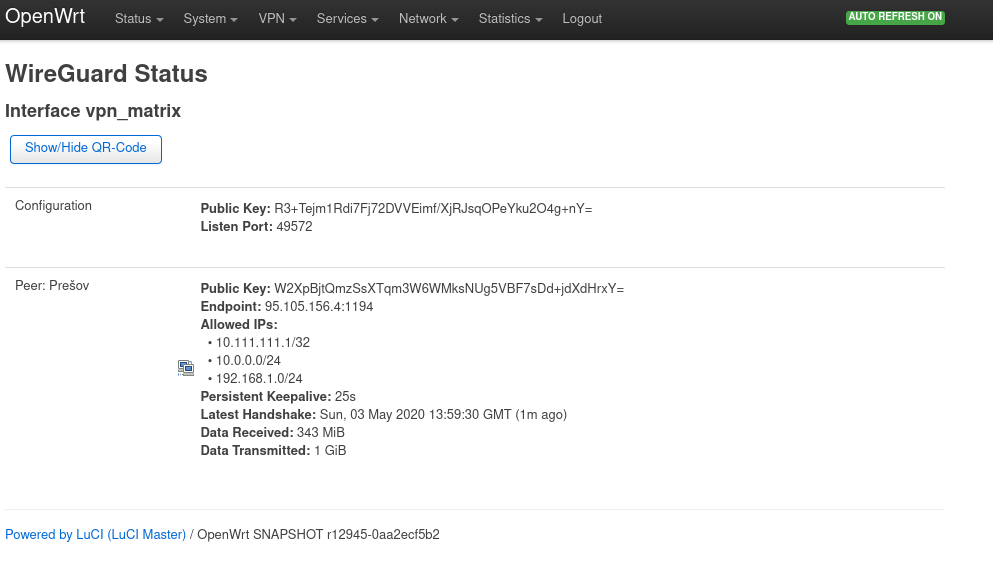 OpenWrt Status System VPN Services Network Statistics Logout AUTO REFRESH ON
WireGuard Status
Interface vpn_matrix
Show/Hide QR-Code
Configuration
Public Key: R3+Tejm1Rdi7Fj72DVVEimf/XjRJsqOPeYku2O4g+nY=
Listen Port: 49572
Peer: Prešov
Public Key: W2XpBjtQmzSsXTqm3W6WMksNUg5VBF7sDd+jdXdHrxY=
Endpoint: 95.105.156.4:1194
Allowed IPs:
• 10.111.111.1/32
• 10.0.0.0/24
• 192.168.1.0/24
Persistent Keepalive: 25s
Latest Handshake: Sun, 03 May 2020 13:59:30 GMT (1m ago)
Data Received: 343 MiB
Data Transmitted: 1 GiB
Powered by LuCI (LuCI Master) / OpenWrt SNAPSHOT r12945-0aa2ecf5b2